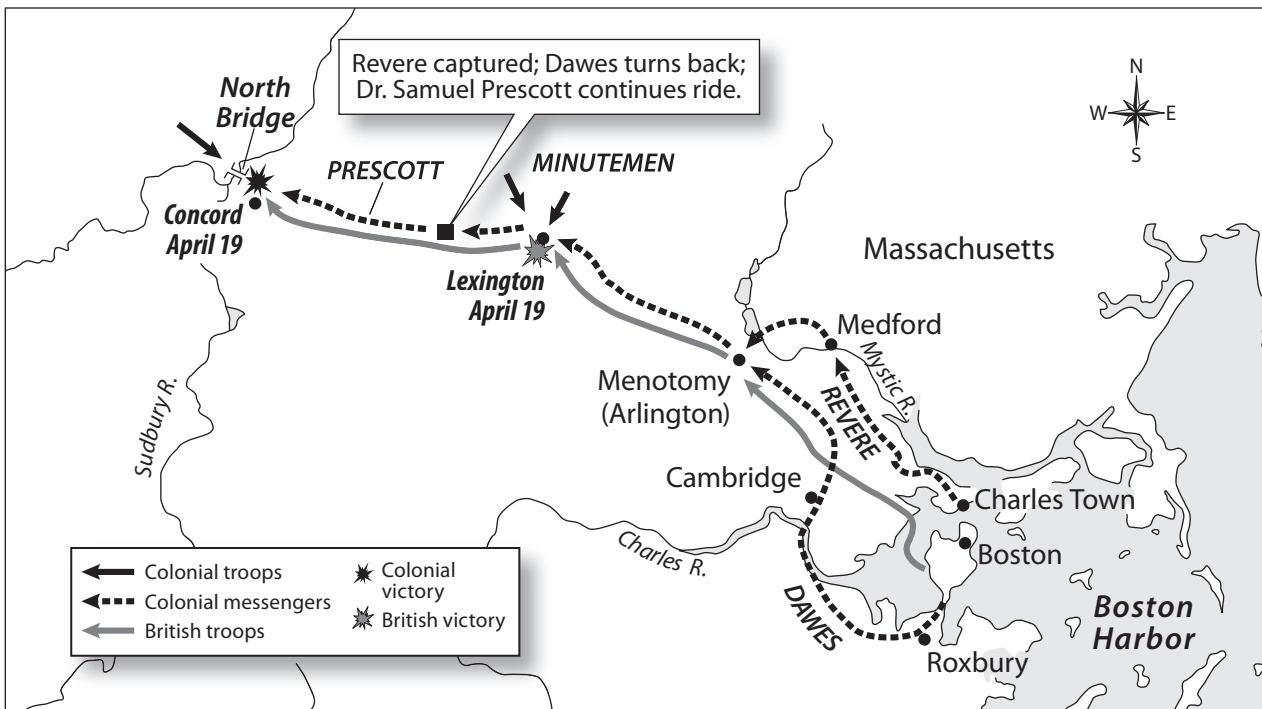 Revere captured; Dawes turns back;
Dr. Samuel Prescott continues ride.
N
W
E
S
North
Bridge
PRESCOTT
MINUTEMEN
Concord
April 19
Lexington
April 19
Massachusetts
Medford
Mystic R.
Menotomy
(Arlington)
REVERE
Sudbury R.
Cambridge
Charles Town
Charles R.
Boston
DAWES
Boston
Harbor
Roxbury
Colonial troops
Colonial messengers
British troops
Colonial
victory
British victory